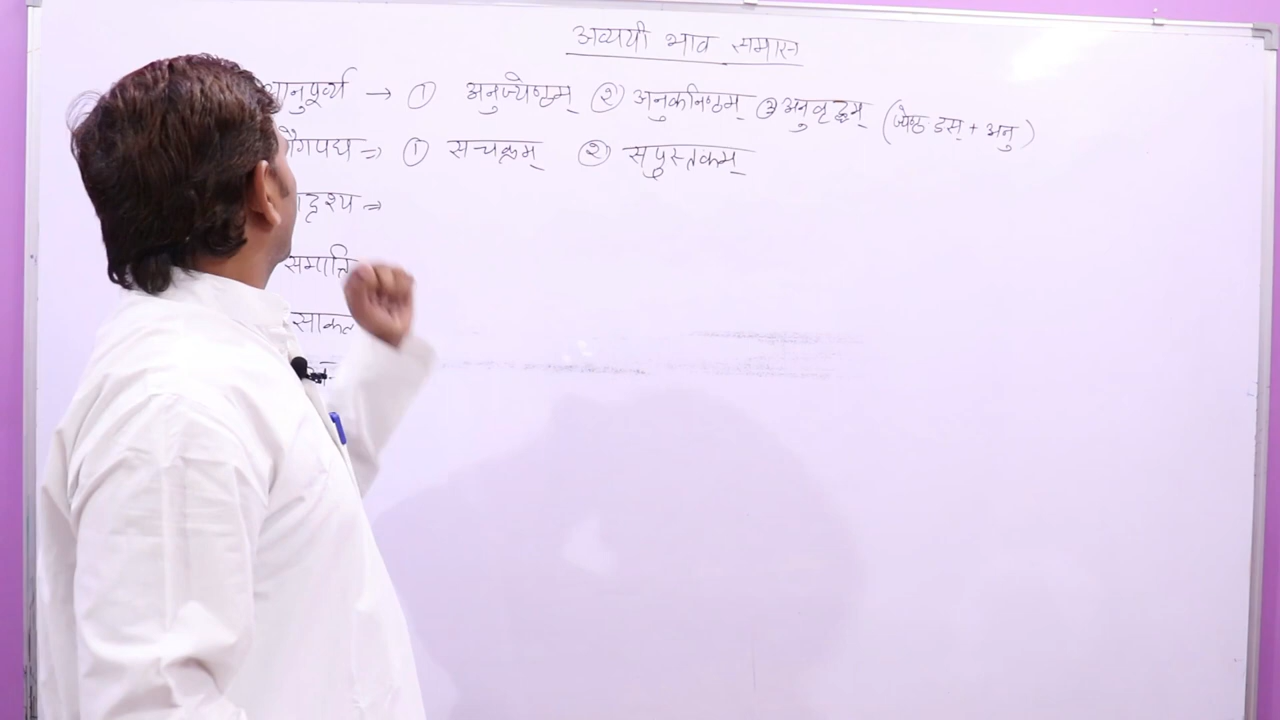 अव्ययी भाव समास
आनुपूर्व्य → ① अनुज्येष्ठम् ② अनुकनिष्ठम् ③ अनुवृद्धम् (ज्येष्ठ ङस् + अनु)
यौगपद्य ⇒ ① सचक्रम् ② सपुस्तकम्
दृश्य ⇒
समाप्ति
साकल